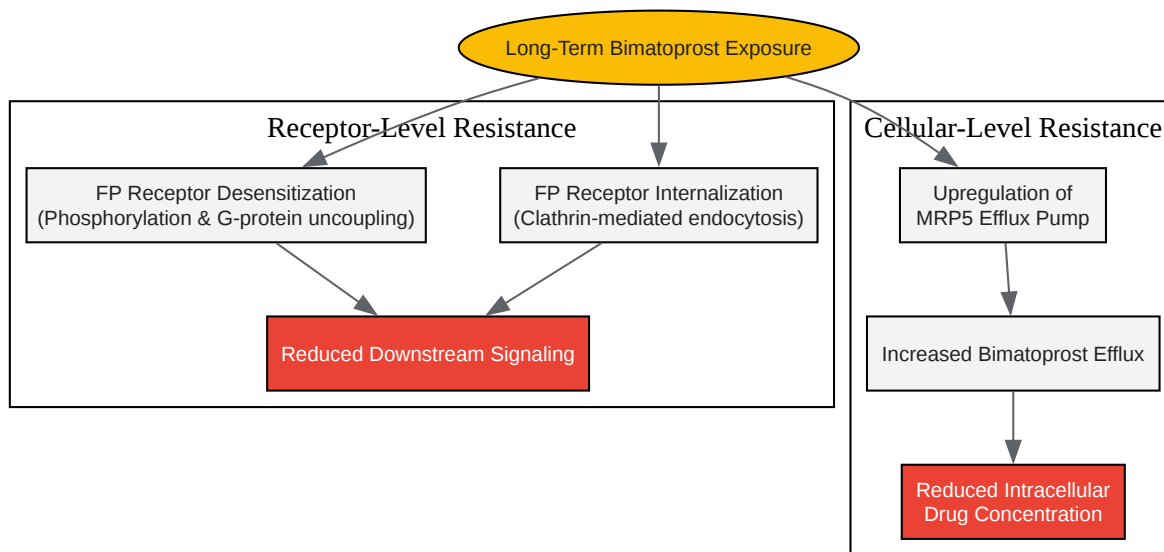 Long-Term Bimatoprost Exposure
Receptor-Level Resistance
FP Receptor Desensitization
(Phosphorylation & G-protein uncoupling)
FP Receptor Internalization
(Clathrin-mediated endocytosis)
Reduced Downstream Signaling
Cellular-Level Resistance
Upregulation of
MRP5 Efflux Pump
Increased Bimatoprost Efflux
Reduced Intracellular
Drug Concentration